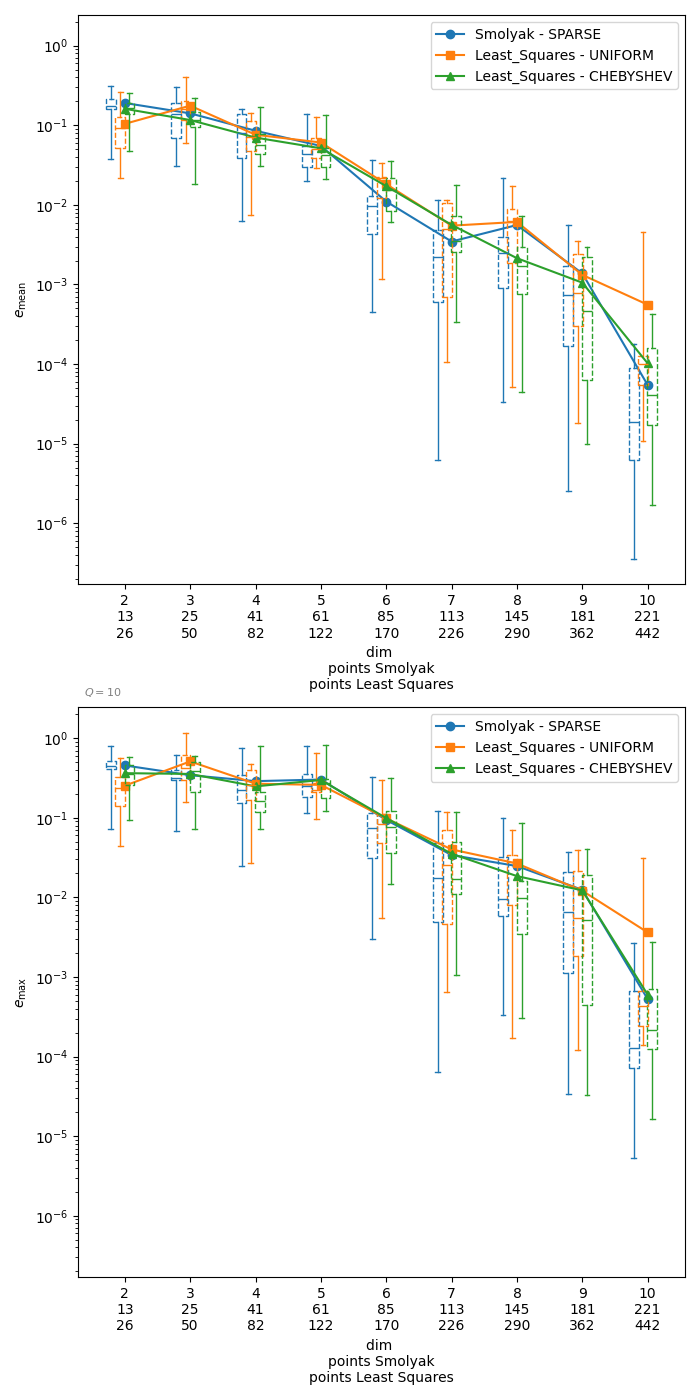 10⁰
10⁻¹
10⁻²
10⁻³
10⁻⁴
10⁻⁵
10⁻⁶
e_mean
Smolyak - SPARSE
Least_Squares - UNIFORM
Least_Squares - CHEBYSHEV
2 3 4 5 6 7 8 9 10
13 25 41 61 85 113 145 181 221
26 50 82 122 170 226 290 362 442
dim
points Smolyak
points Least Squares
Q = 10
10⁰
10⁻¹
10⁻²
10⁻³
10⁻⁴
10⁻⁵
10⁻⁶
e_max
Smolyak - SPARSE
Least_Squares - UNIFORM
Least_Squares - CHEBYSHEV
2 3 4 5 6 7 8 9 10
13 25 41 61 85 113 145 181 221
26 50 82 122 170 226 290 362 442
dim
points Smolyak
points Least Squares